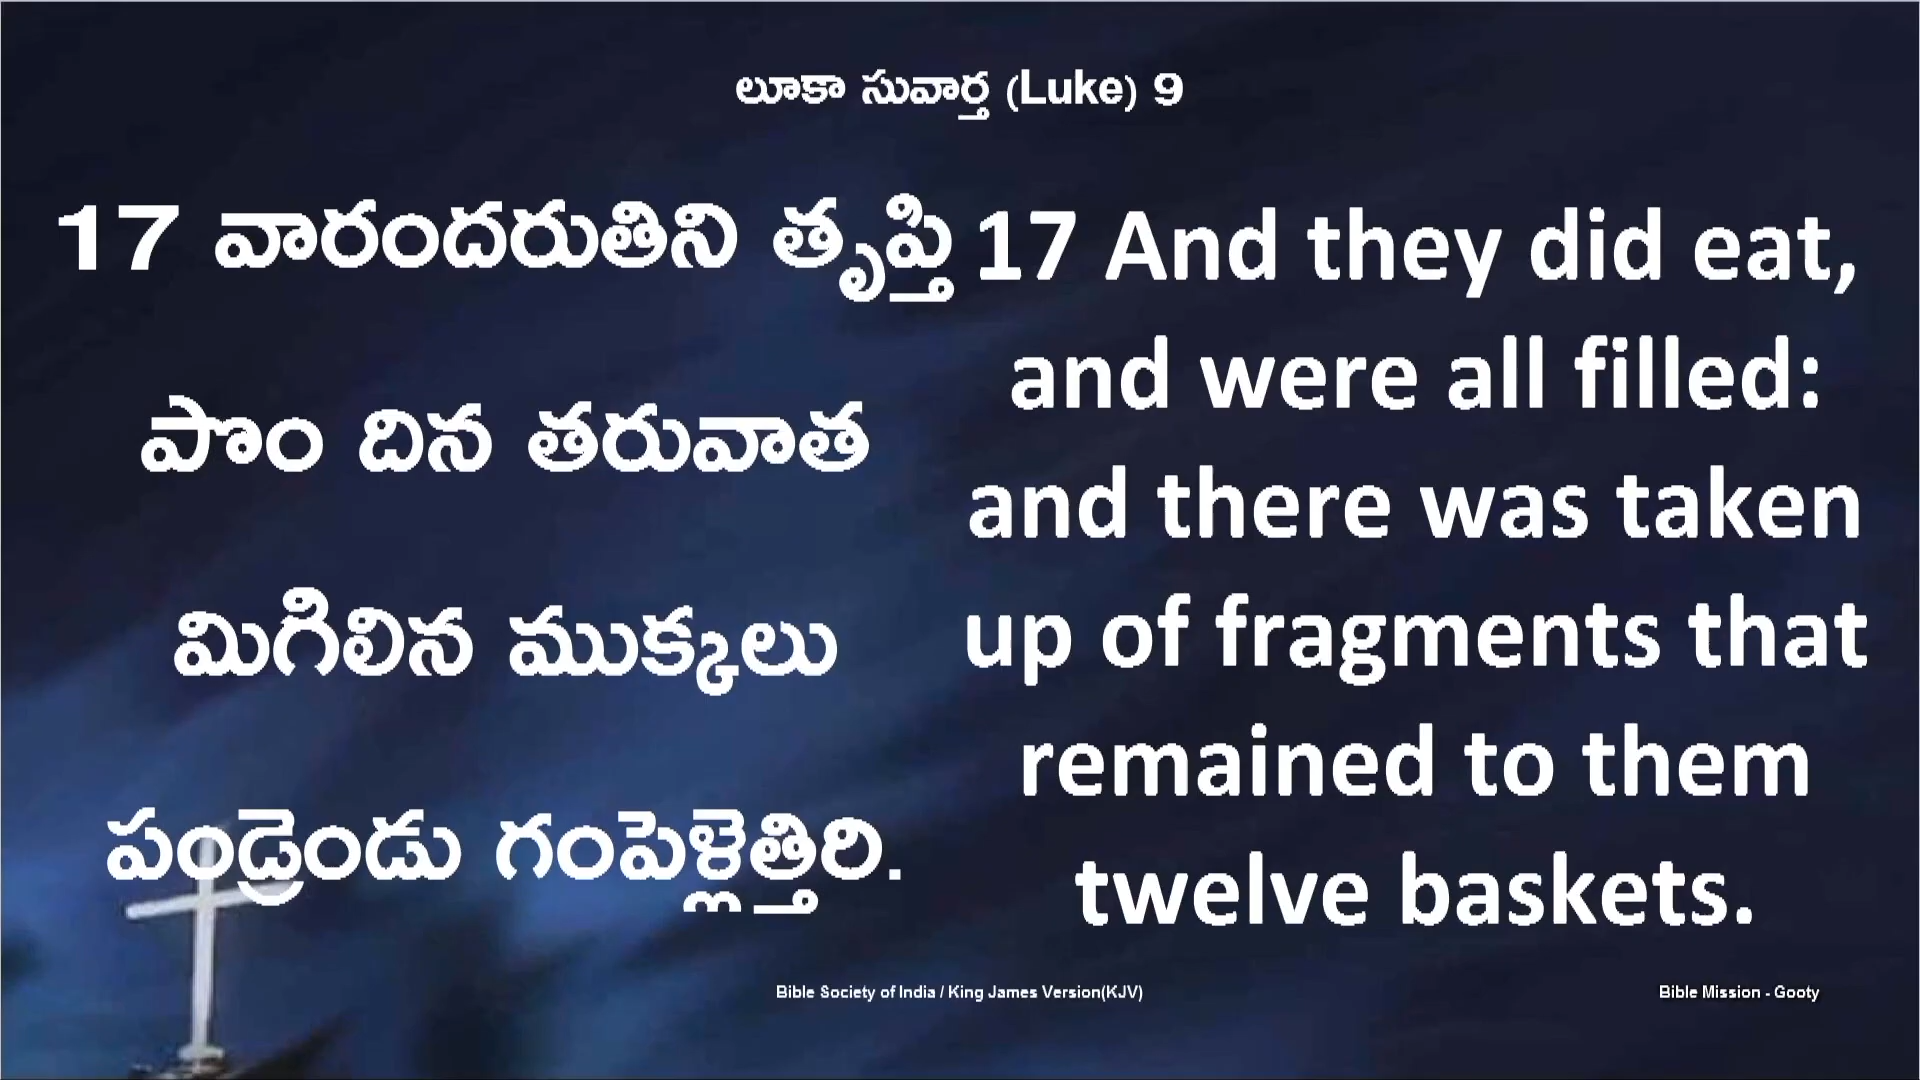 లూకా సువార్త (Luke) 9
17 వారందరుతిని తృప్తి
పొం దిన తరువాత
మిగిలిన ముక్కలు
పండ్రెండు గంపెళ్లెత్తిరి.
17 And they did eat,
and were all filled:
and there was taken
up of fragments that
remained to them
twelve baskets.
Bible Society of India / King James Version(KJV)
Bible Mission - Gooty